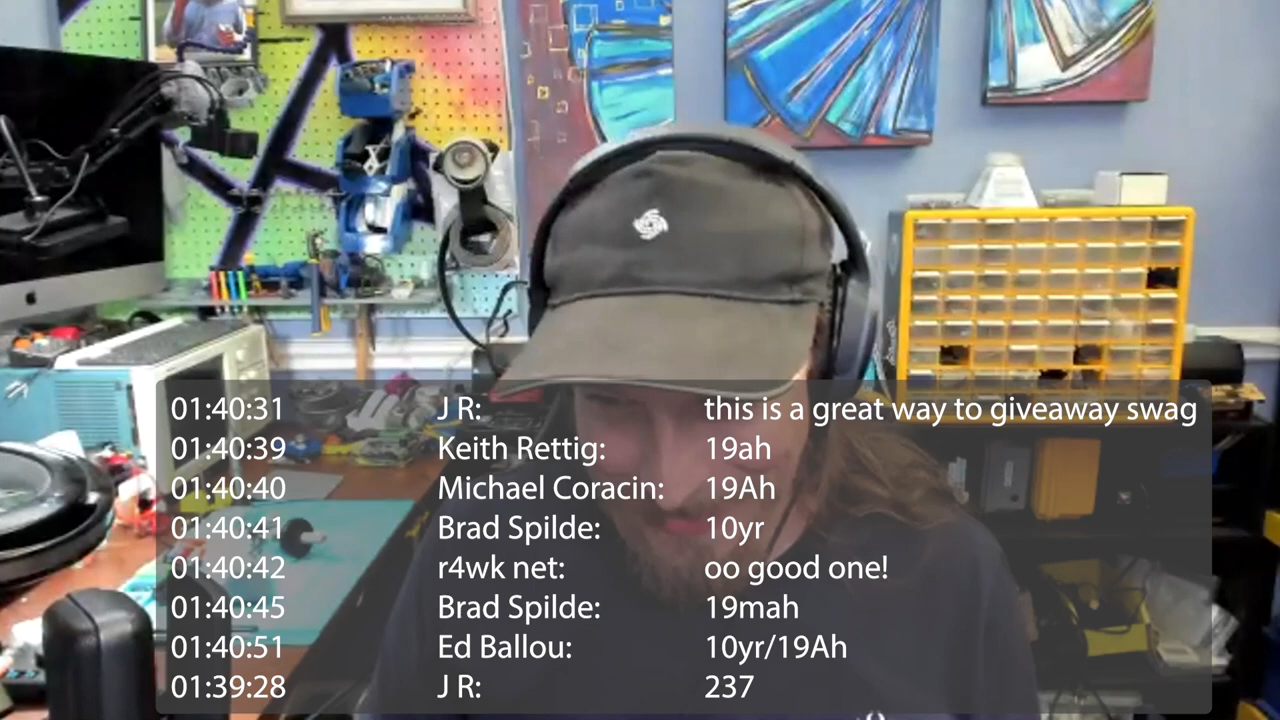 01:40:31 J R: this is a great way to giveaway swag
01:40:39 Keith Rettig: 19ah
01:40:40 Michael Coracin: 19Ah
01:40:41 Brad Spilde: 10yr
01:40:42 r4wk net: oo good one!
01:40:45 Brad Spilde: 19mah
01:40:51 Ed Ballou: 10yr/19Ah
01:39:28 J R: 237